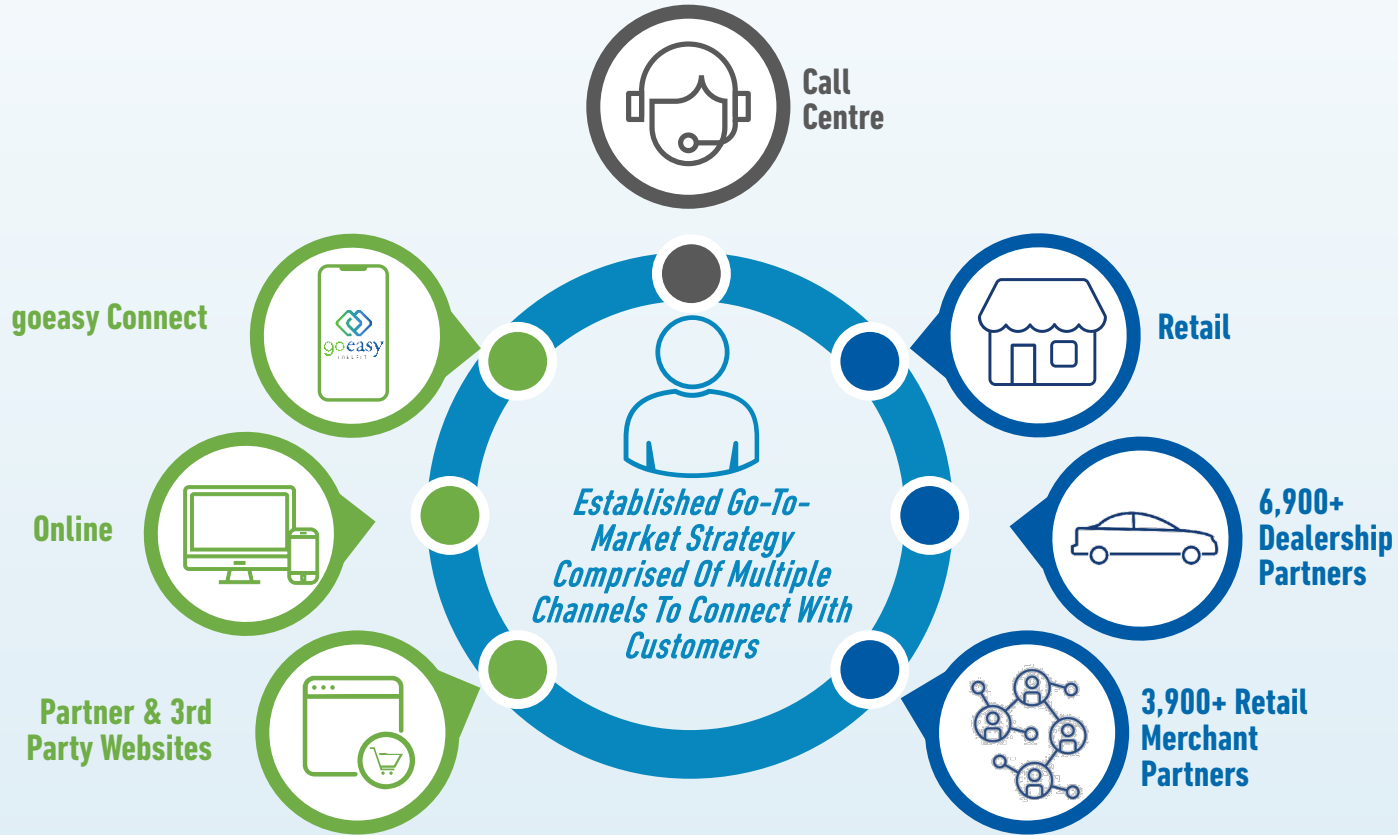 Call
Centre
goeasy Connect
goeasy
Retail
Online
Established Go-To-
Market Strategy
Comprised Of Multiple
Channels To Connect With
Customers
6,900+
Dealership
Partners
Partner & 3rd
Party Websites
3,900+ Retail
Merchant
Partners